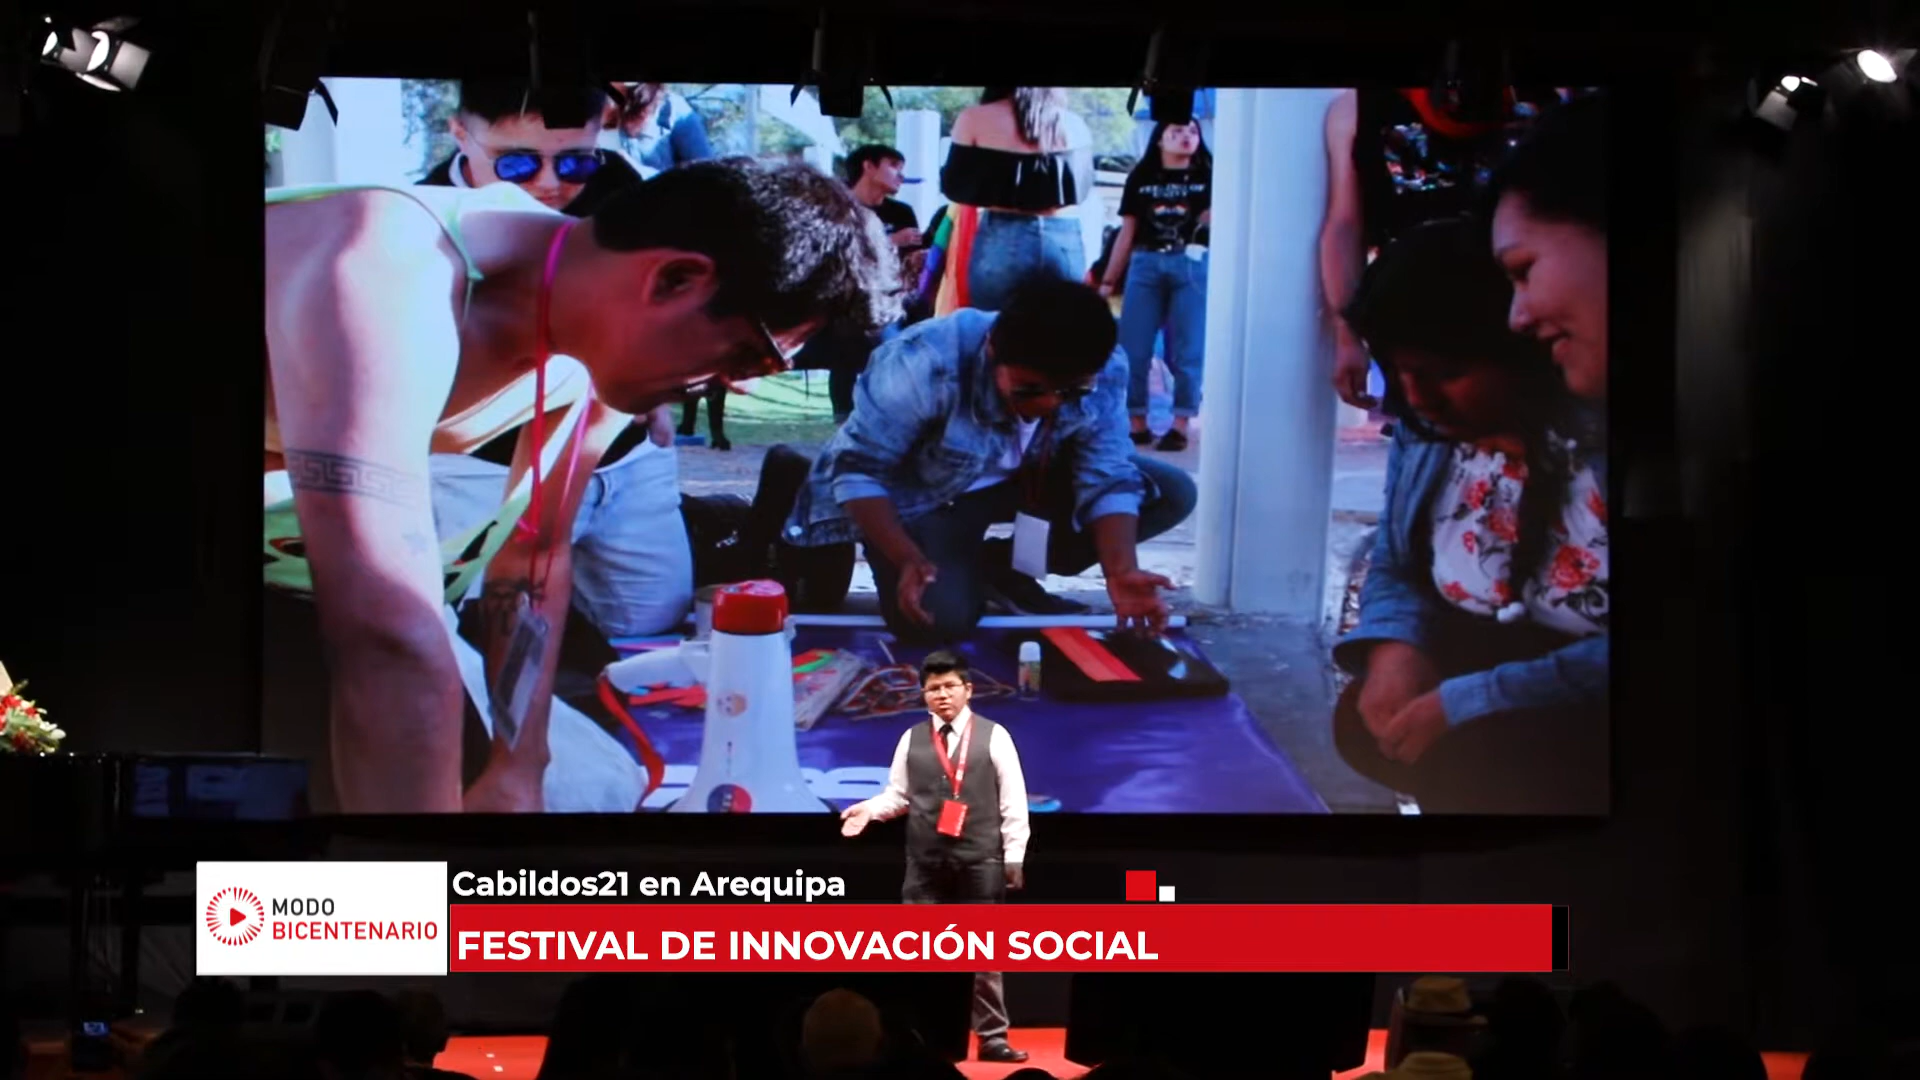 Cabildos21 en Arequipa
MODO
BICENTENARIO
FESTIVAL DE INNOVACIÓN SOCIAL